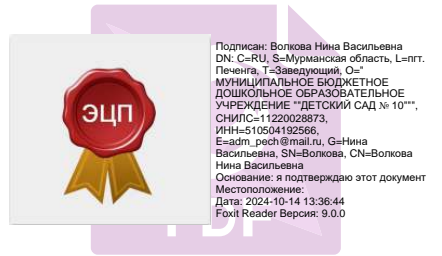 ЭЦП
Подписан: Волкова Нина Васильевна
DN: C=RU, S=Мурманская область, L=пгт.
Печенга, T=Заведующий, O="
МУНИЦИПАЛЬНОЕ БЮДЖЕТНОЕ
ДОШКОЛЬНОЕ ОБРАЗОВАТЕЛЬНОЕ
УЧРЕЖДЕНИЕ ""ДЕТСКИЙ САД № 10""",
СНИЛС=11220028873,
ИНН=510504192566,
E=adm_pech@mail.ru, G=Нина
Васильевна, SN=Волкова, CN=Волкова
Нина Васильевна
Основание: я подтверждаю этот документ
Местоположение:
Дата: 2024-10-14 13:36:44
Foxit Reader Версия: 9.0.0
PDF